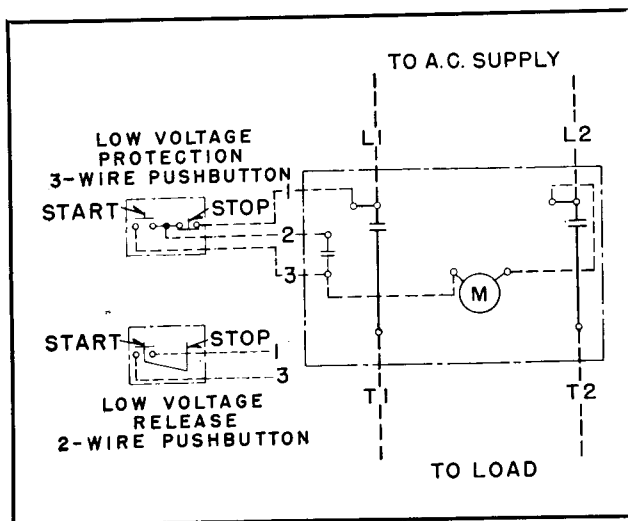 TO A.C. SUPPLY
L1
L2
LOW VOLTAGE
PROTECTION
3-WIRE PUSHBUTTON
START
STOP
1
2
3
M
START
STOP
1
3
LOW VOLTAGE
RELEASE
2-WIRE PUSHBUTTON
T1
T2
TO LOAD